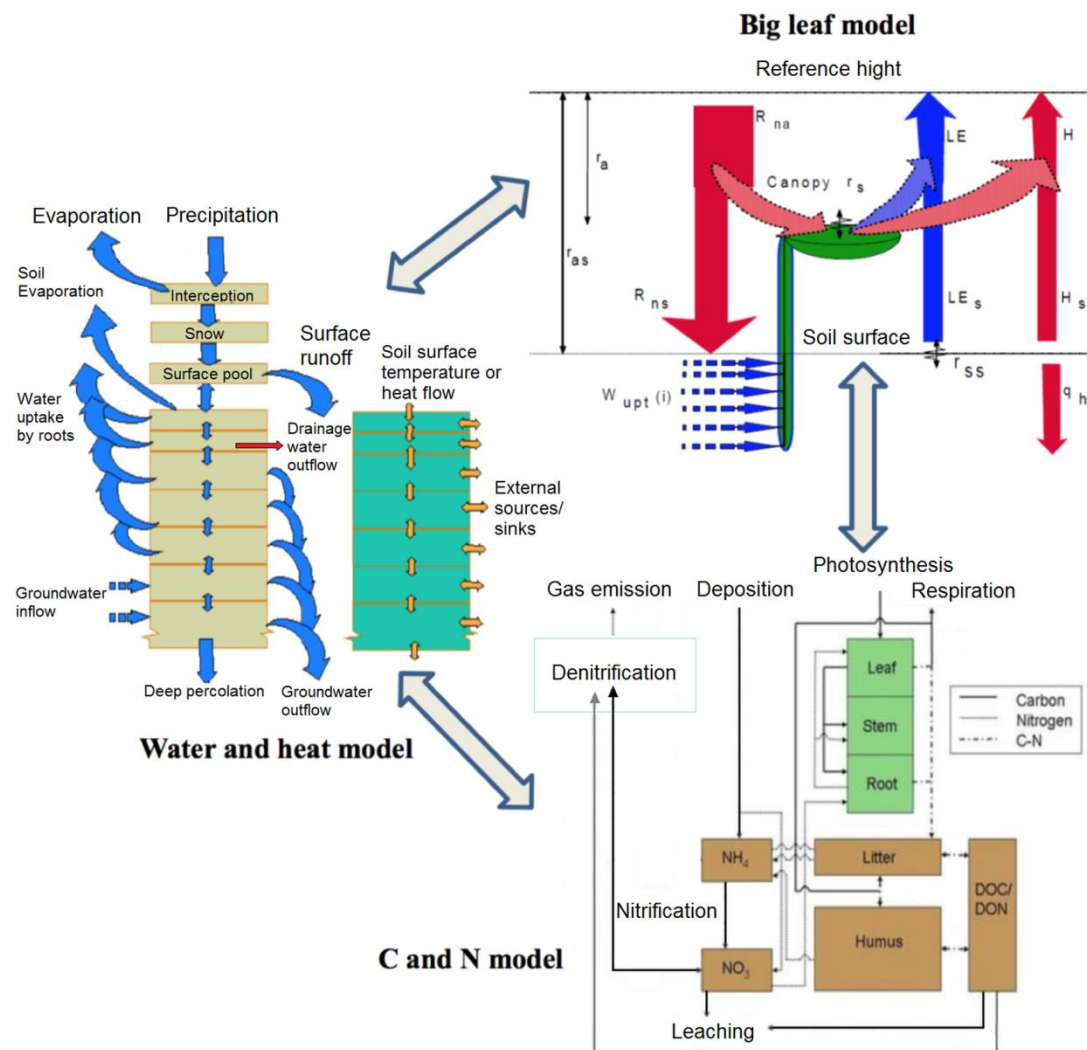 Big leaf model
Reference hight
R na
LE
H
r a
Canopy r s
r as
R ns
LE s
H s
Soil surface
r ss
W upt (i)
q h
Evaporation
Precipitation
Soil
Evaporation
Interception
Snow
Surface pool
Surface
runoff
Soil surface
temperature or
heat flow
Water
uptake
by roots
Drainage
water
outflow
External
sources/
sinks
Groundwater
inflow
Deep percolation
Groundwater
outflow
Water and heat model
Photosynthesis
Gas emission
Deposition
Respiration
Denitrification
Leaf
Stem
Root
Carbon
Nitrogen
C-N
NH₄
Litter
DOC/
DON
Nitrification
Humus
NO₃
C and N model
Leaching